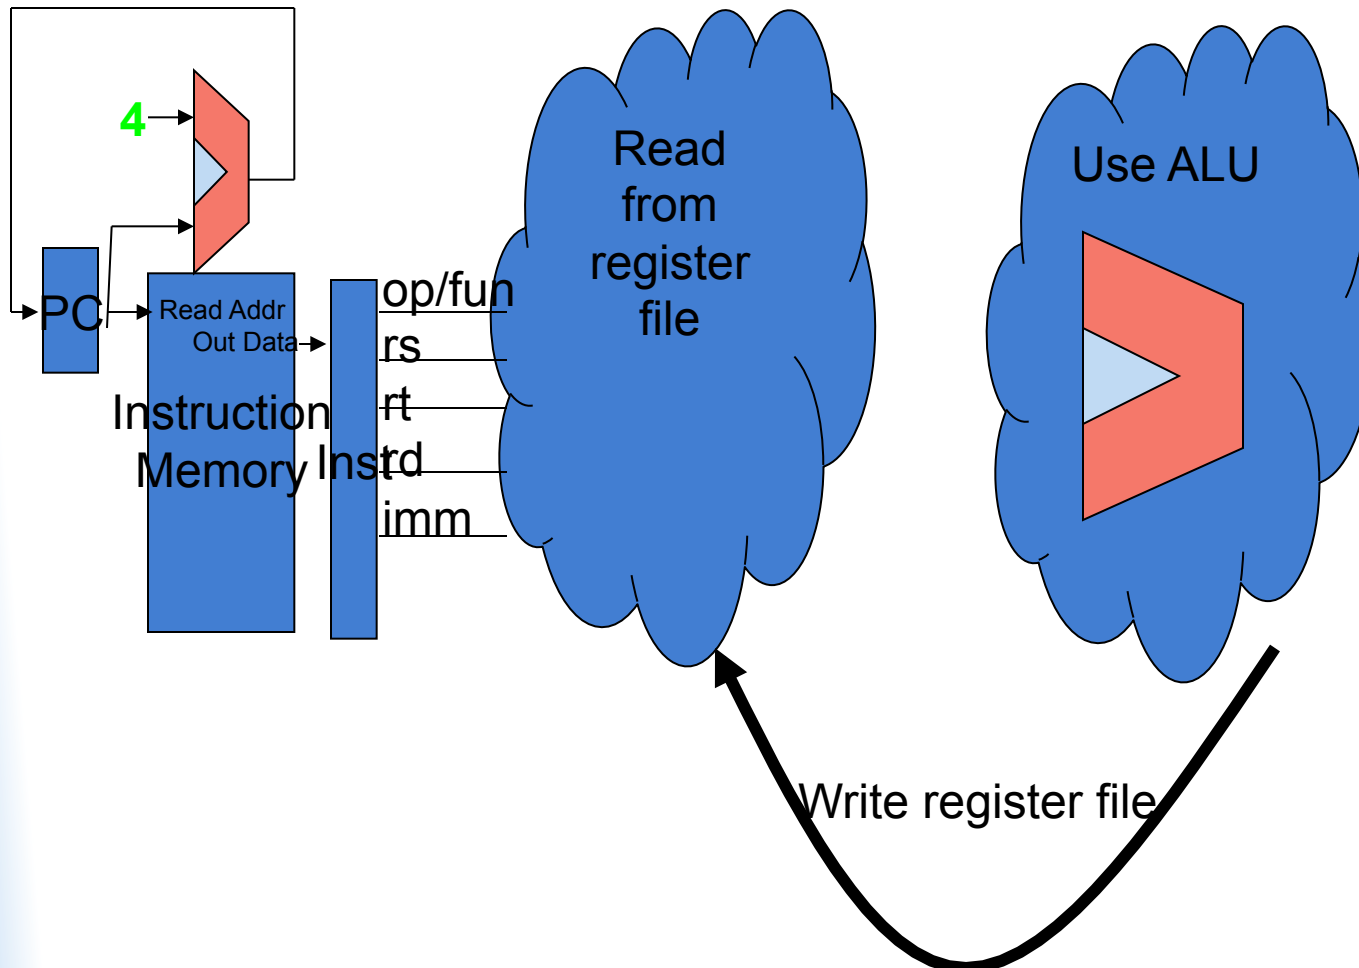 4
PC
Read Addr
Out Data
Instruction
Memory
Inst
op/fun
rs
rt
rd
imm
Read
from
register
file
Use ALU
Write register file